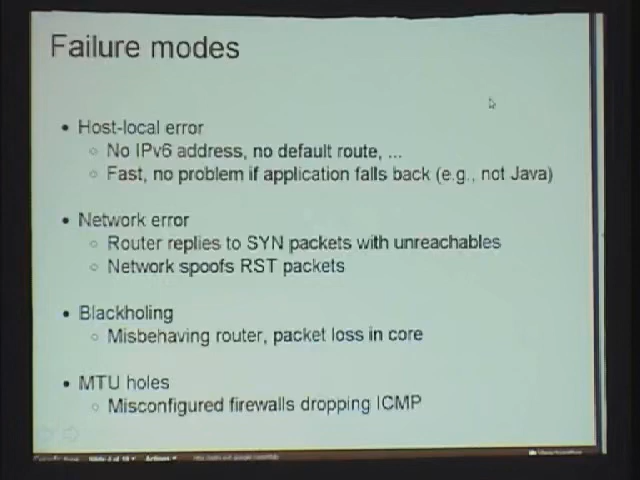 Failure modes
• Host-local error
○ No IPv6 address, no default route, ...
○ Fast, no problem if application falls back (e.g., not Java)
• Network error
○ Router replies to SYN packets with unreachables
○ Network spoofs RST packets
• Blackholing
○ Misbehaving router, packet loss in core
• MTU holes
○ Misconfigured firewalls dropping ICMP